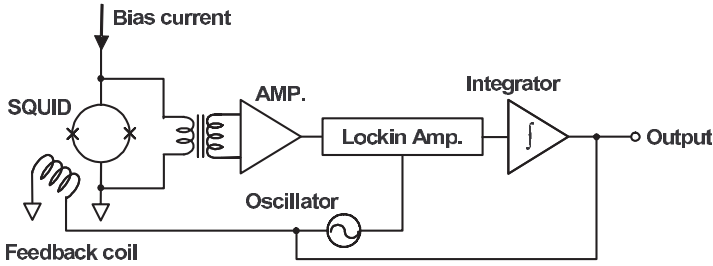 Bias current
Integrator
SQUID
AMP.
Lockin Amp.
∫
Output
Oscillator
Feedback coil